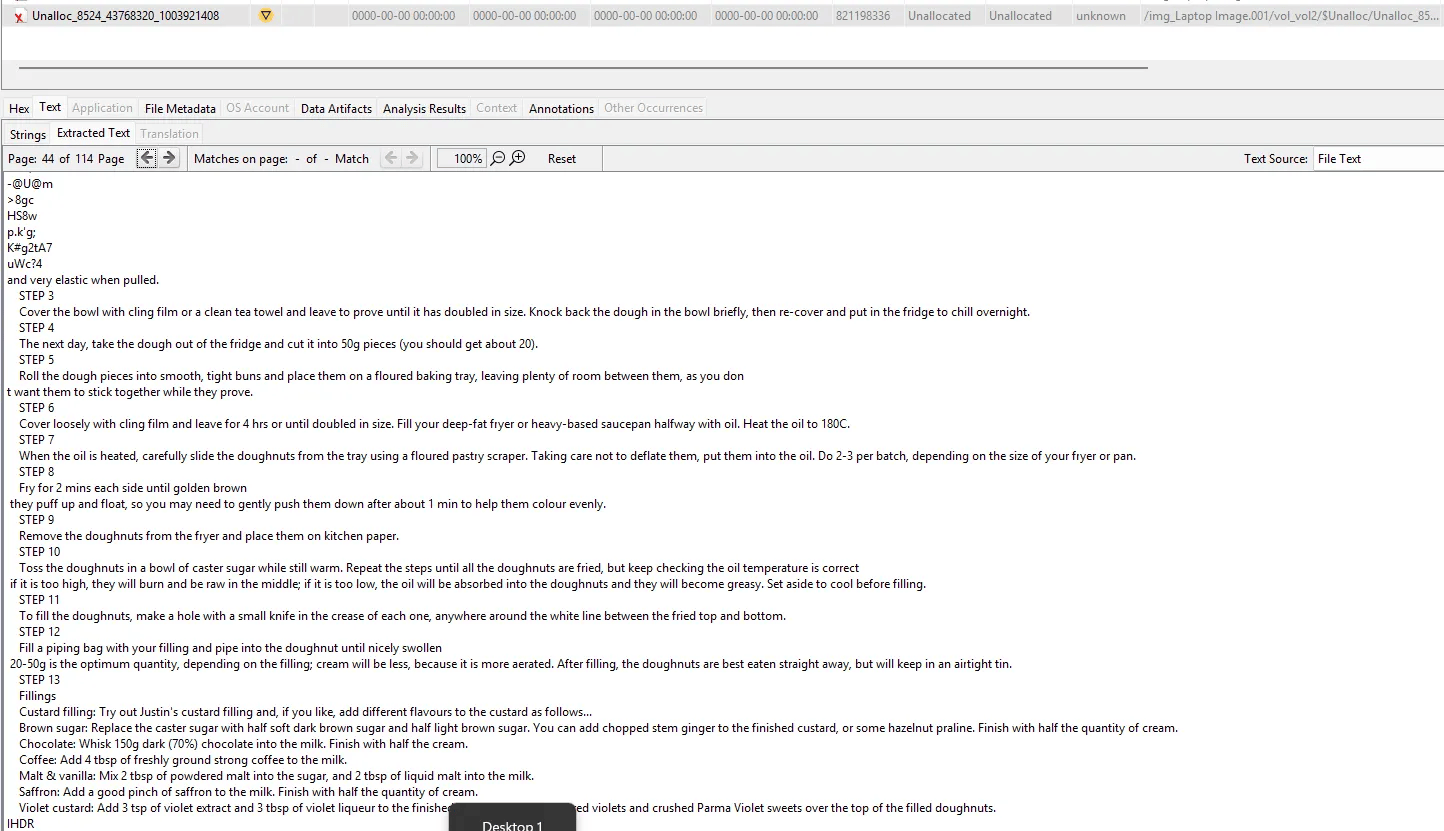 Unalloc_8524_43768320_1003921408 0000-00-00 00:00:00 0000-00-00 00:00:00 0000-00-00 00:00:00 0000-00-00 00:00:00 821198336 Unallocated Unallocated unknown /img_Laptop Image.001/vol_vol2/$Unalloc/Unalloc_85...
Hex Text Application File Metadata OS Account Data Artifacts Analysis Results Context Annotations Other Occurrences
Strings Extracted Text Translation
Page: 44 of 114 Page Matches on page: - of - Match 100% Reset Text Source: File Text
-@U@m
>8gc
HS8w
p.k'g;
K#g2tA7
uWc?4
and very elastic when pulled.
STEP 3
Cover the bowl with cling film or a clean tea towel and leave to prove until it has doubled in size. Knock back the dough in the bowl briefly, then re-cover and put in the fridge to chill overnight.
STEP 4
The next day, take the dough out of the fridge and cut it into 50g pieces (you should get about 20).
STEP 5
Roll the dough pieces into smooth, tight buns and place them on a floured baking tray, leaving plenty of room between them, as you don
t want them to stick together while they prove.
STEP 6
Cover loosely with cling film and leave for 4 hrs or until doubled in size. Fill your deep-fat fryer or heavy-based saucepan halfway with oil. Heat the oil to 180C.
STEP 7
When the oil is heated, carefully slide the doughnuts from the tray using a floured pastry scraper. Taking care not to deflate them, put them into the oil. Do 2-3 per batch, depending on the size of your fryer or pan.
STEP 8
Fry for 2 mins each side until golden brown
they puff up and float, so you may need to gently push them down after about 1 min to help them colour evenly.
STEP 9
Remove the doughnuts from the fryer and place them on kitchen paper.
STEP 10
Toss the doughnuts in a bowl of caster sugar while still warm. Repeat the steps until all the doughnuts are fried, but keep checking the oil temperature is correct
if it is too high, they will burn and be raw in the middle; if it is too low, the oil will be absorbed into the doughnuts and they will become greasy. Set aside to cool before filling.
STEP 11
To fill the doughnuts, make a hole with a small knife in the crease of each one, anywhere around the white line between the fried top and bottom.
STEP 12
Fill a piping bag with your filling and pipe into the doughnut until nicely swollen
20-50g is the optimum quantity, depending on the filling; cream will be less, because it is more aerated. After filling, the doughnuts are best eaten straight away, but will keep in an airtight tin.
STEP 13
Fillings
Custard filling: Try out Justin's custard filling and, if you like, add different flavours to the custard as follows...
Brown sugar: Replace the caster sugar with half soft dark brown sugar and half light brown sugar. You can add chopped stem ginger to the finished custard, or some hazelnut praline. Finish with half the quantity of cream.
Chocolate: Whisk 150g dark (70%) chocolate into the milk. Finish with half the cream.
Coffee: Add 4 tbsp of freshly ground strong coffee to the milk.
Malt & vanilla: Mix 2 tbsp of powdered malt into the sugar, and 2 tbsp of liquid malt into the milk.
Saffron: Add a good pinch of saffron to the milk. Finish with half the quantity of cream.
Violet custard: Add 3 tsp of violet extract and 3 tbsp of violet liqueur to the finished violets and crushed Parma Violet sweets over the top of the filled doughnuts.
IHDR
Desktop 1